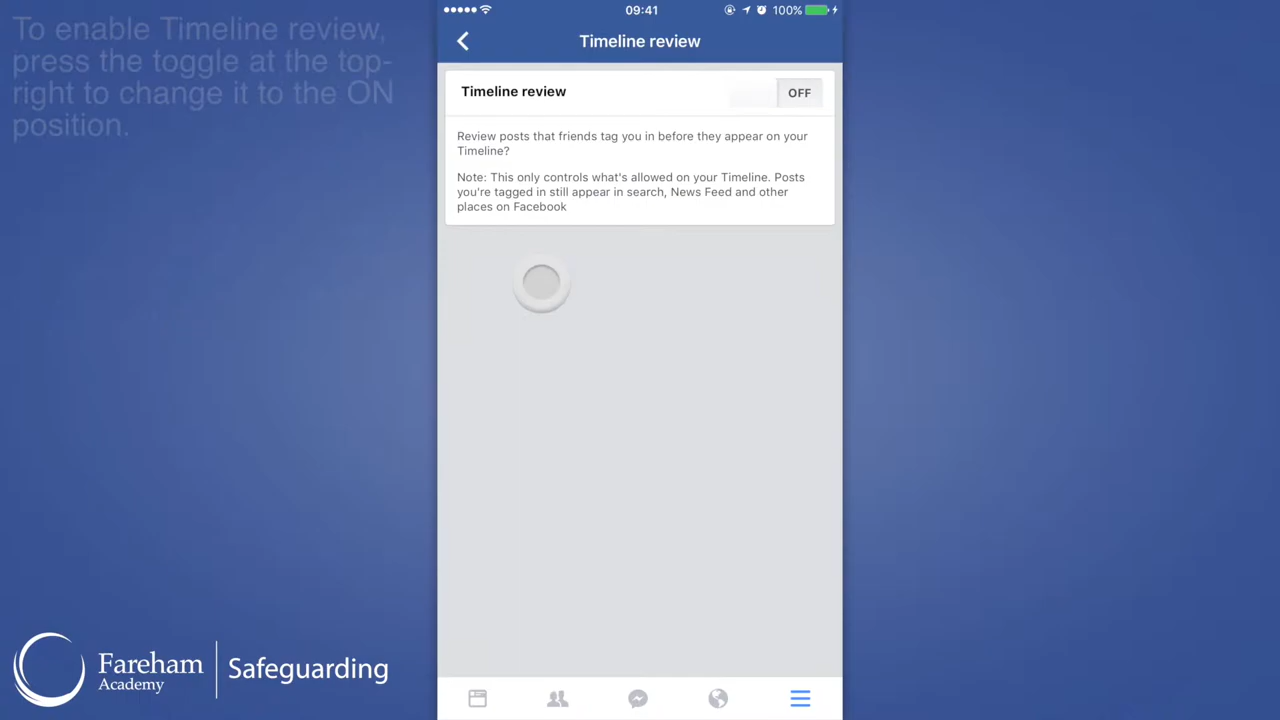 To enable Timeline review,
press the toggle at the top-
right to change it to the ON
position.
09:41
100%
Timeline review
Timeline review
OFF
Review posts that friends tag you in before they appear on your
Timeline?
Note: This only controls what's allowed on your Timeline. Posts
you're tagged in still appear in search, News Feed and other
places on Facebook
Fareham
Academy
Safeguarding